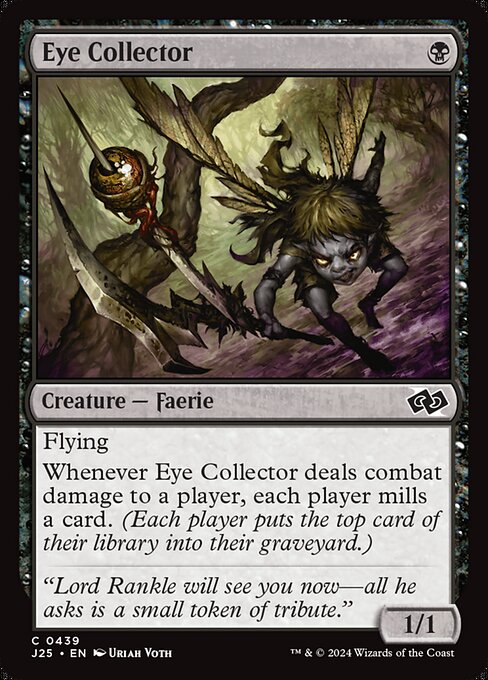 Eye Collector
Creature — Faerie
Flying
Whenever Eye Collector deals combat
damage to a player, each player mills
a card. (Each player puts the top card of
their library into their graveyard.)
“Lord Rankle will see you now—all he
asks is a small token of tribute.”
1/1
C 0439
J25 • EN Uriah Voth
™ & © 2024 Wizards of the Coast